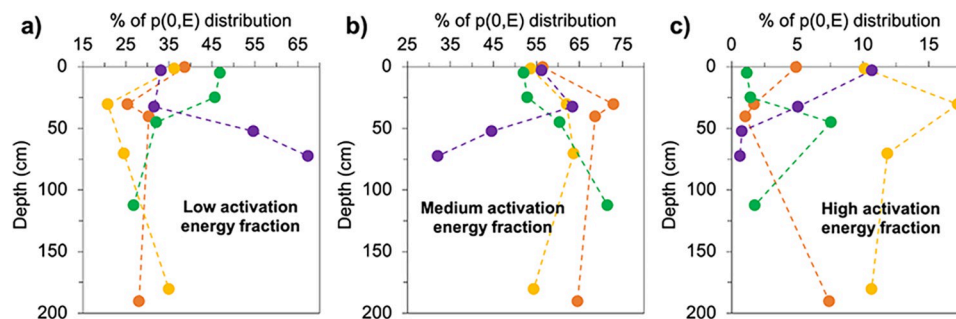 % of p(0,E) distribution
a)
15 25 35 45 55 65
0
50
100
150
200
Depth (cm)
Low activation
energy fraction
% of p(0,E) distribution
b)
25 35 45 55 65 75
0
50
100
150
200
Depth (cm)
Medium activation
energy fraction
% of p(0,E) distribution
c)
0 5 10 15
0
50
100
150
200
Depth (cm)
High activation
energy fraction